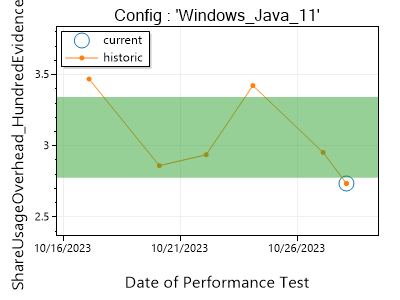 Config : 'Windows_Java_11'
current
historic
ShareUsageOverhead_HundredEvidence
3.5
3
2.5
10/16/2023
10/21/2023
10/26/2023
Date of Performance Test